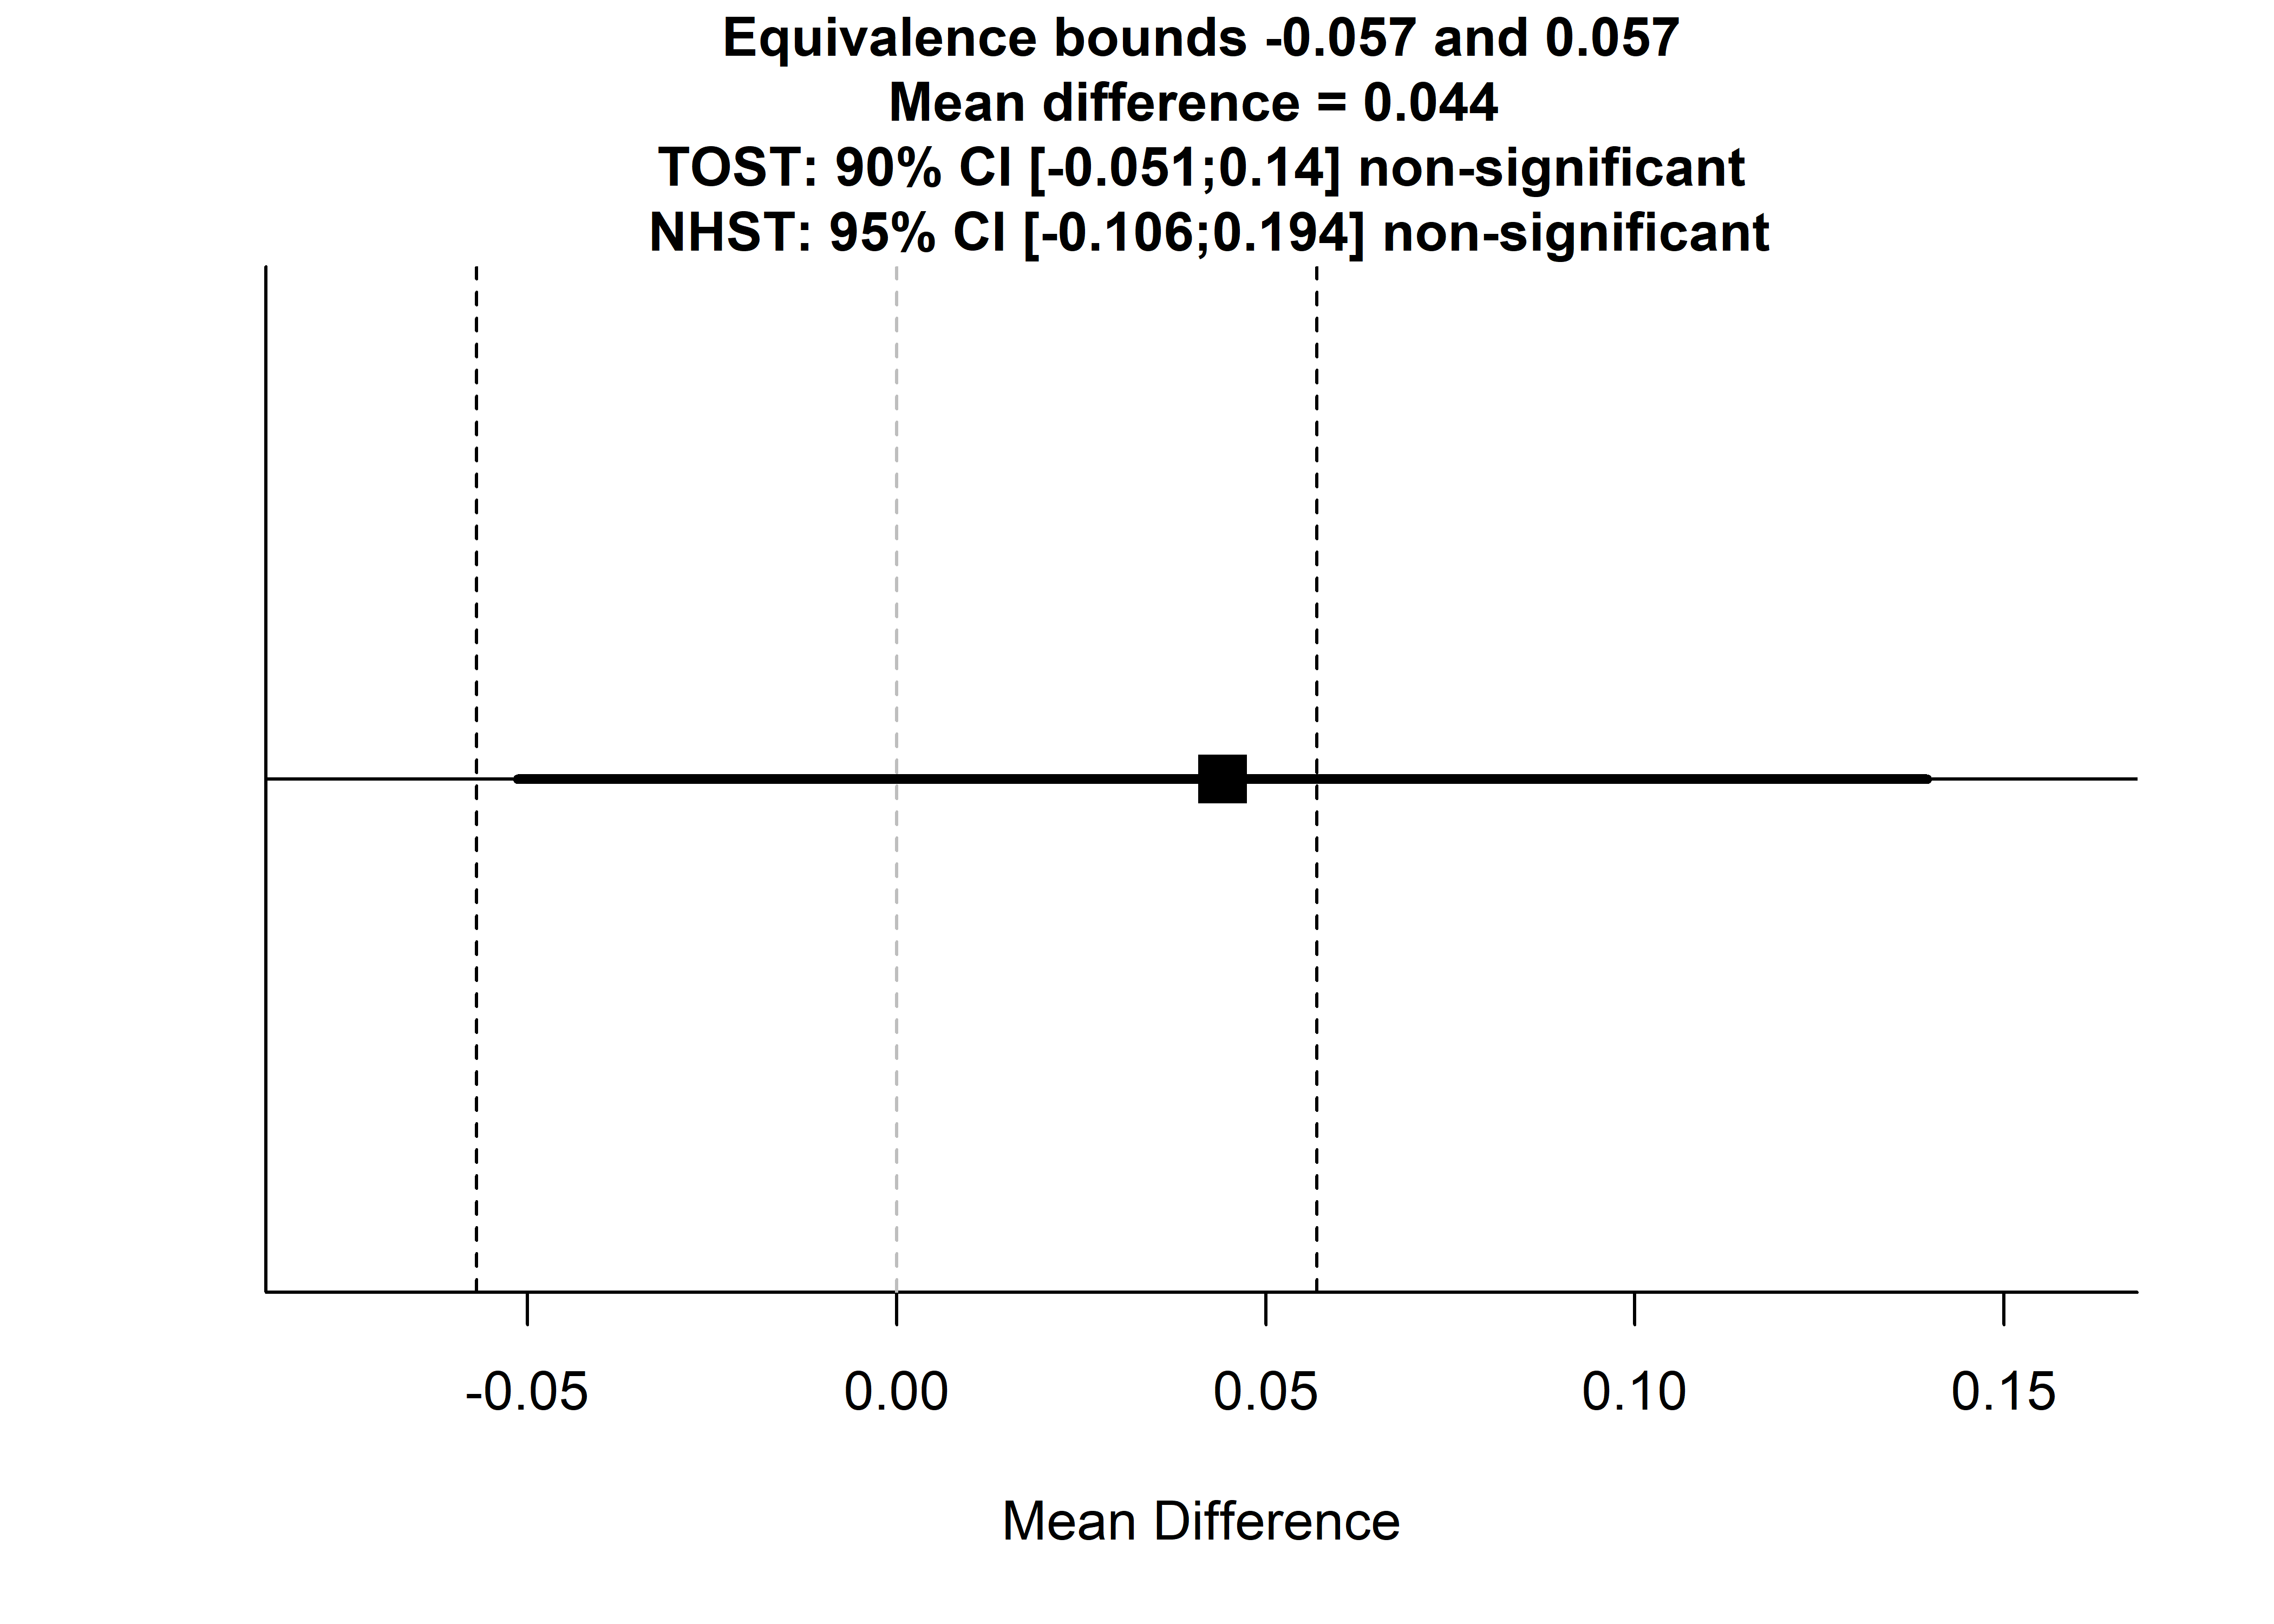 Equivalence bounds -0.057 and 0.057
Mean difference = 0.044
TOST: 90% CI [-0.051;0.14] non-significant
NHST: 95% CI [-0.106;0.194] non-significant
-0.05 0.00 0.05 0.10 0.15
Mean Difference